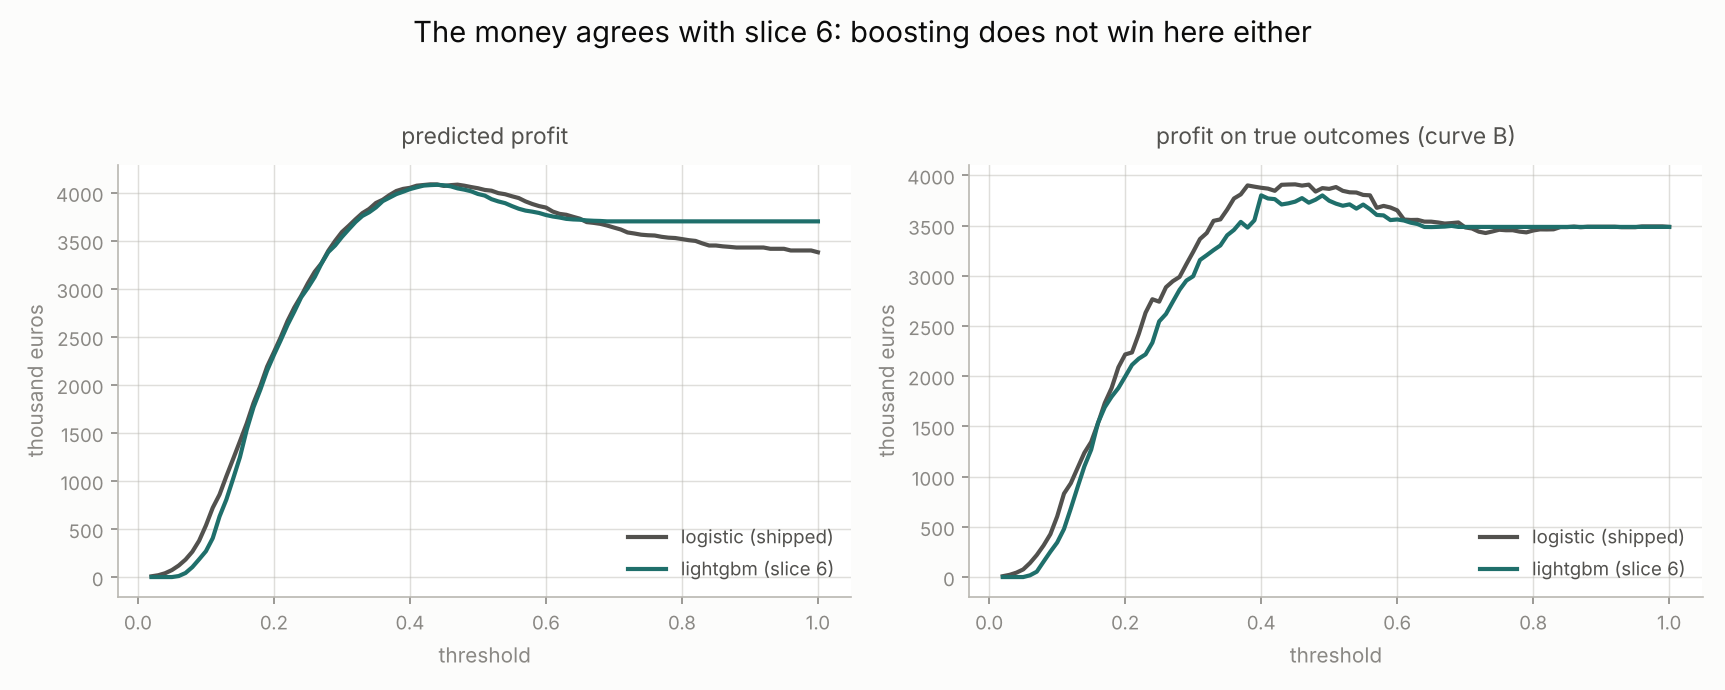 The money agrees with slice 6: boosting does not win here either
predicted profit
thousand euros
4000
3500
3000
2500
2000
1500
1000
500
0
logistic (shipped)
lightgbm (slice 6)
0.0 0.2 0.4 0.6 0.8 1.0
threshold
profit on true outcomes (curve B)
thousand euros
4000
3500
3000
2500
2000
1500
1000
500
0
logistic (shipped)
lightgbm (slice 6)
0.0 0.2 0.4 0.6 0.8 1.0
threshold